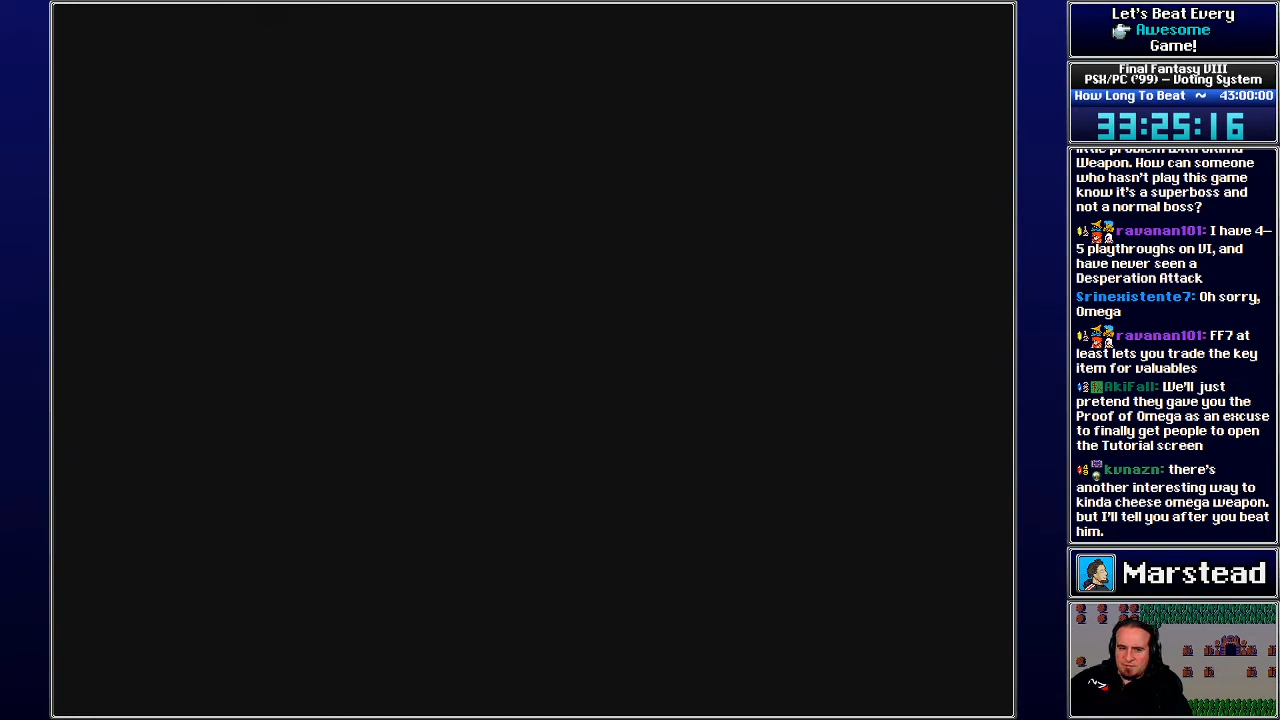 Let's Beat Every
Awesome
Game!
Final Fantasy VIII
PSX/PC ('99) – Voting System
How Long To Beat ~ 43:00:00
33:25:16
little problem with Ultima
Weapon. How can someone
who hasn't play this game
know it's a superboss and
not a normal boss?
ravanan101: I have 4–
5 playthroughs on VI, and
have never seen a
Desperation Attack
Srinexistente7: Oh sorry,
Omega
ravanan101: FF7 at
least lets you trade the key
item for valuables
AkiFall: We'll just
pretend they gave you the
Proof of Omega as an excuse
to finally get people to open
the Tutorial screen
kvnazn: there's
another interesting way to
kinda cheese omega weapon.
but I'll tell you after you beat
him.
Marstead